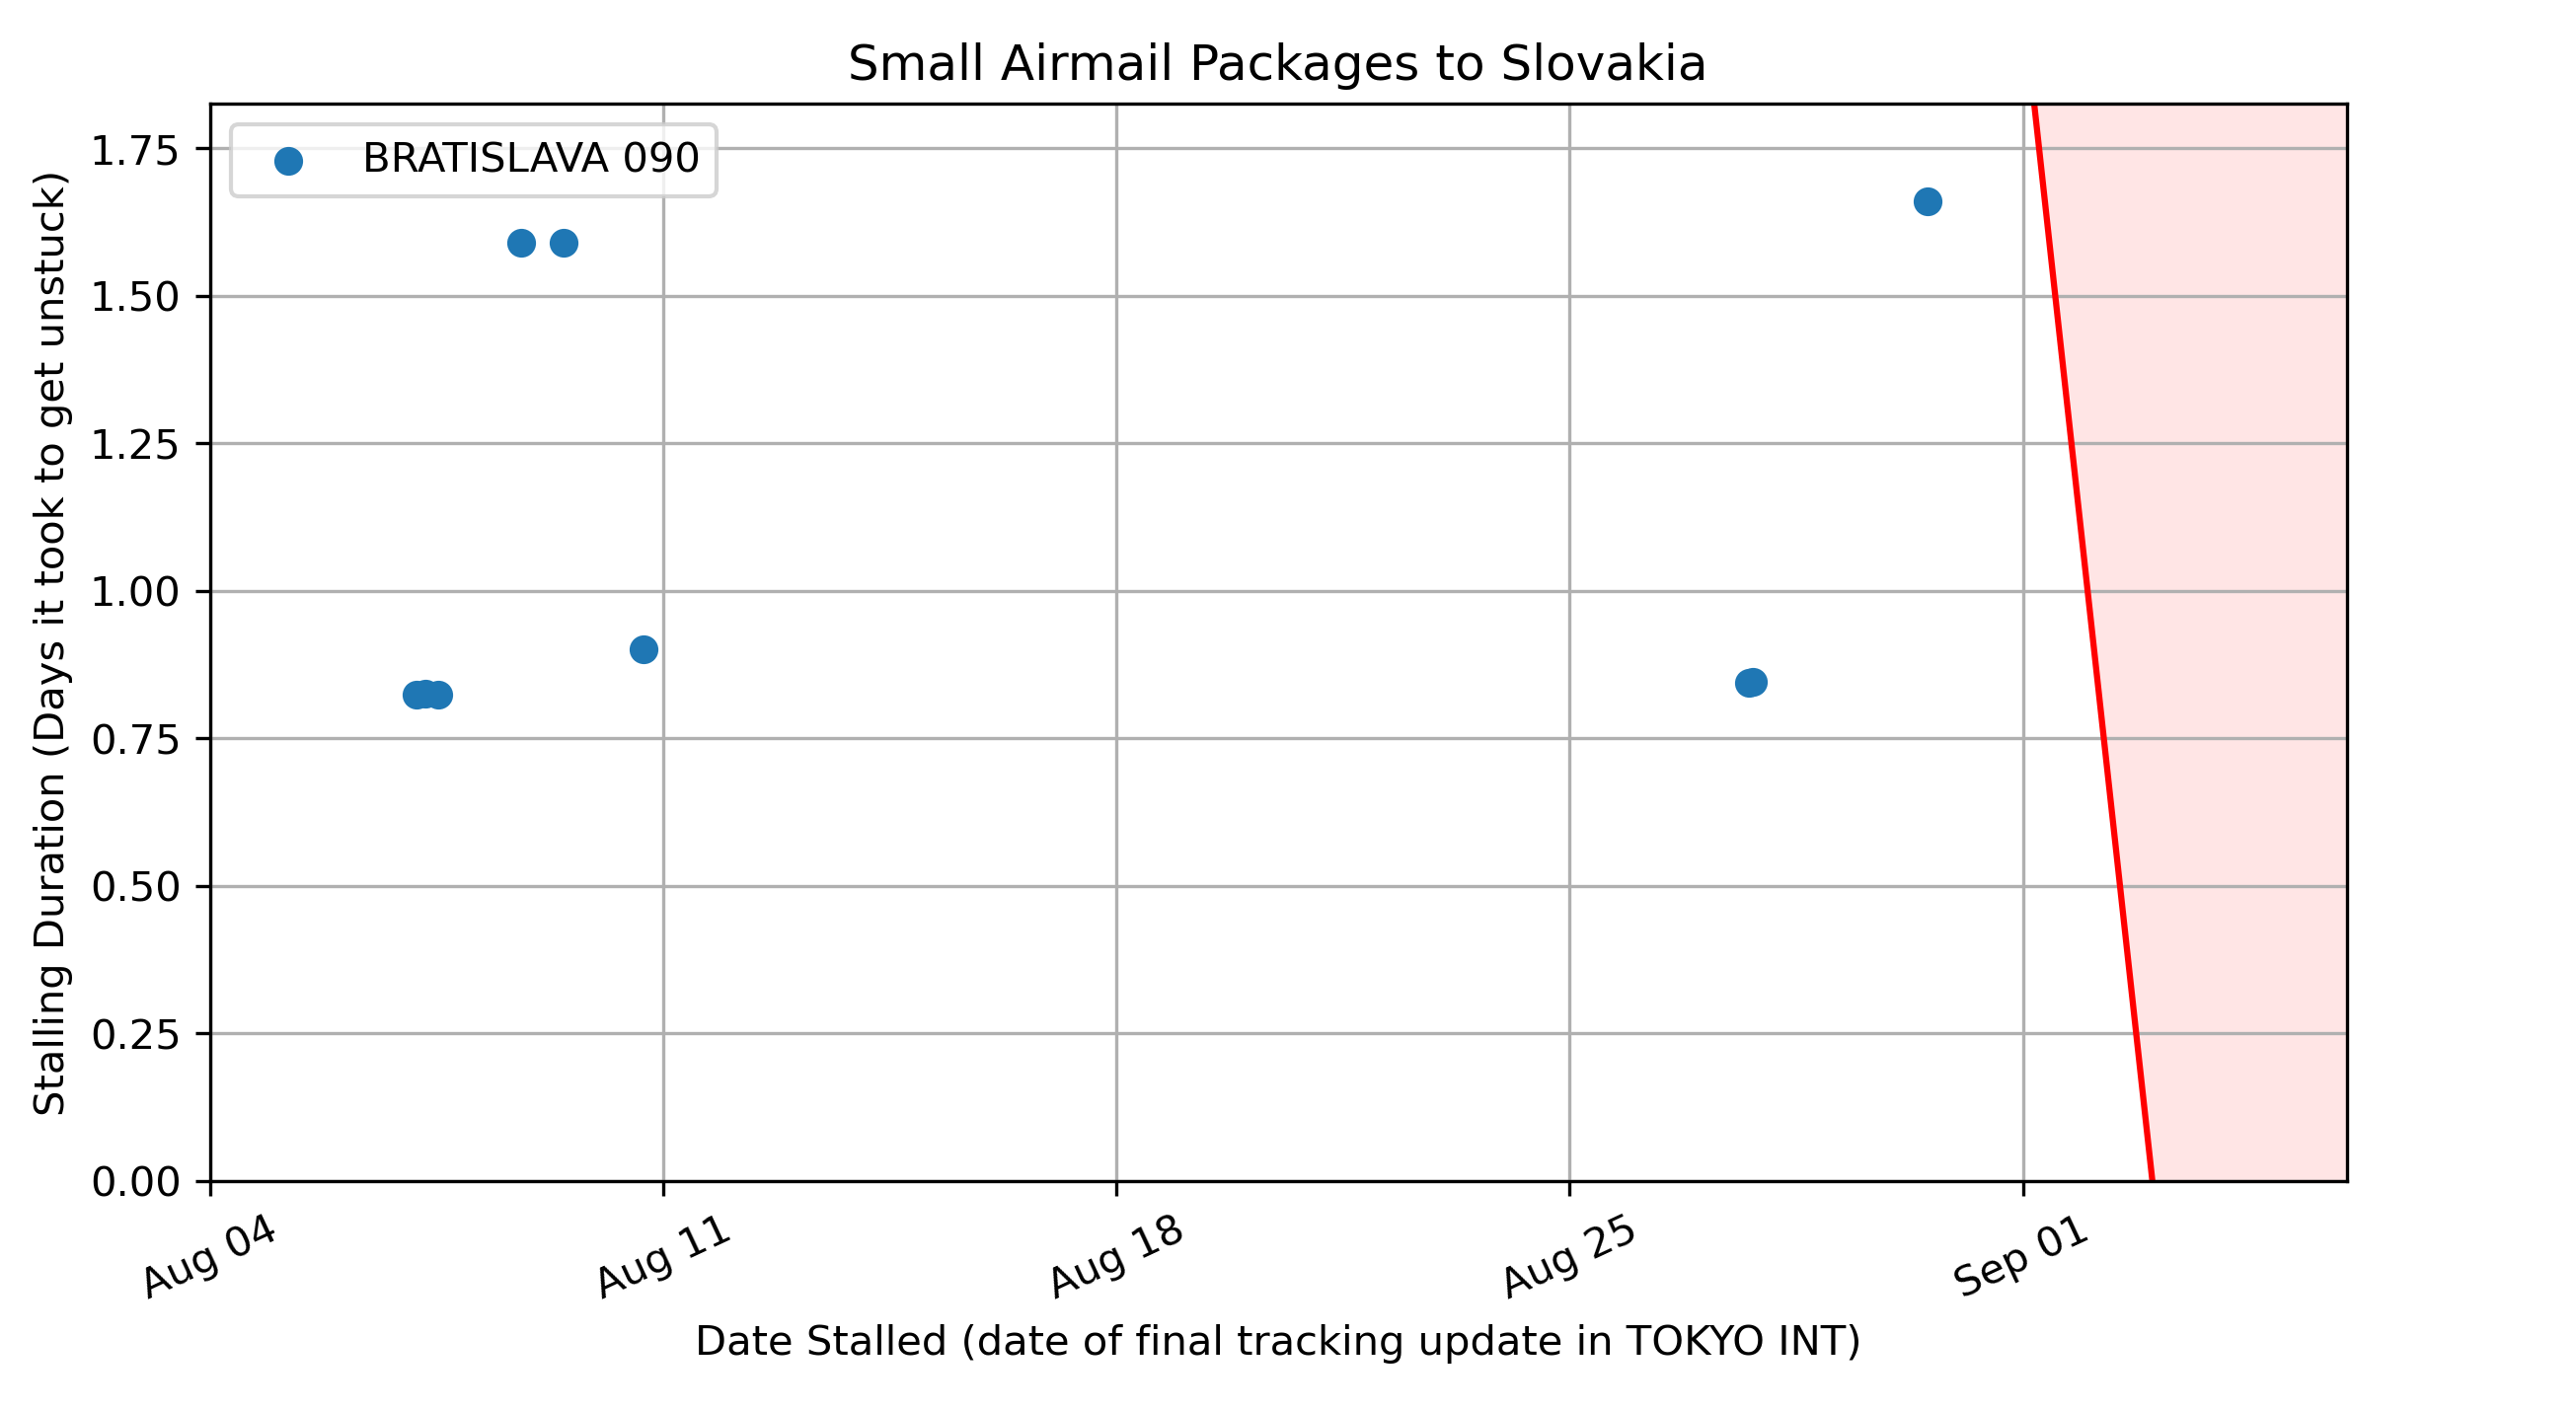 Small Airmail Packages to Slovakia
BRATISLAVA 090
Stalling Duration (Days it took to get unstuck)
1.75
1.50
1.25
1.00
0.75
0.50
0.25
0.00
Aug 04
Aug 11
Aug 18
Aug 25
Sep 01
Date Stalled (date of final tracking update in TOKYO INT)